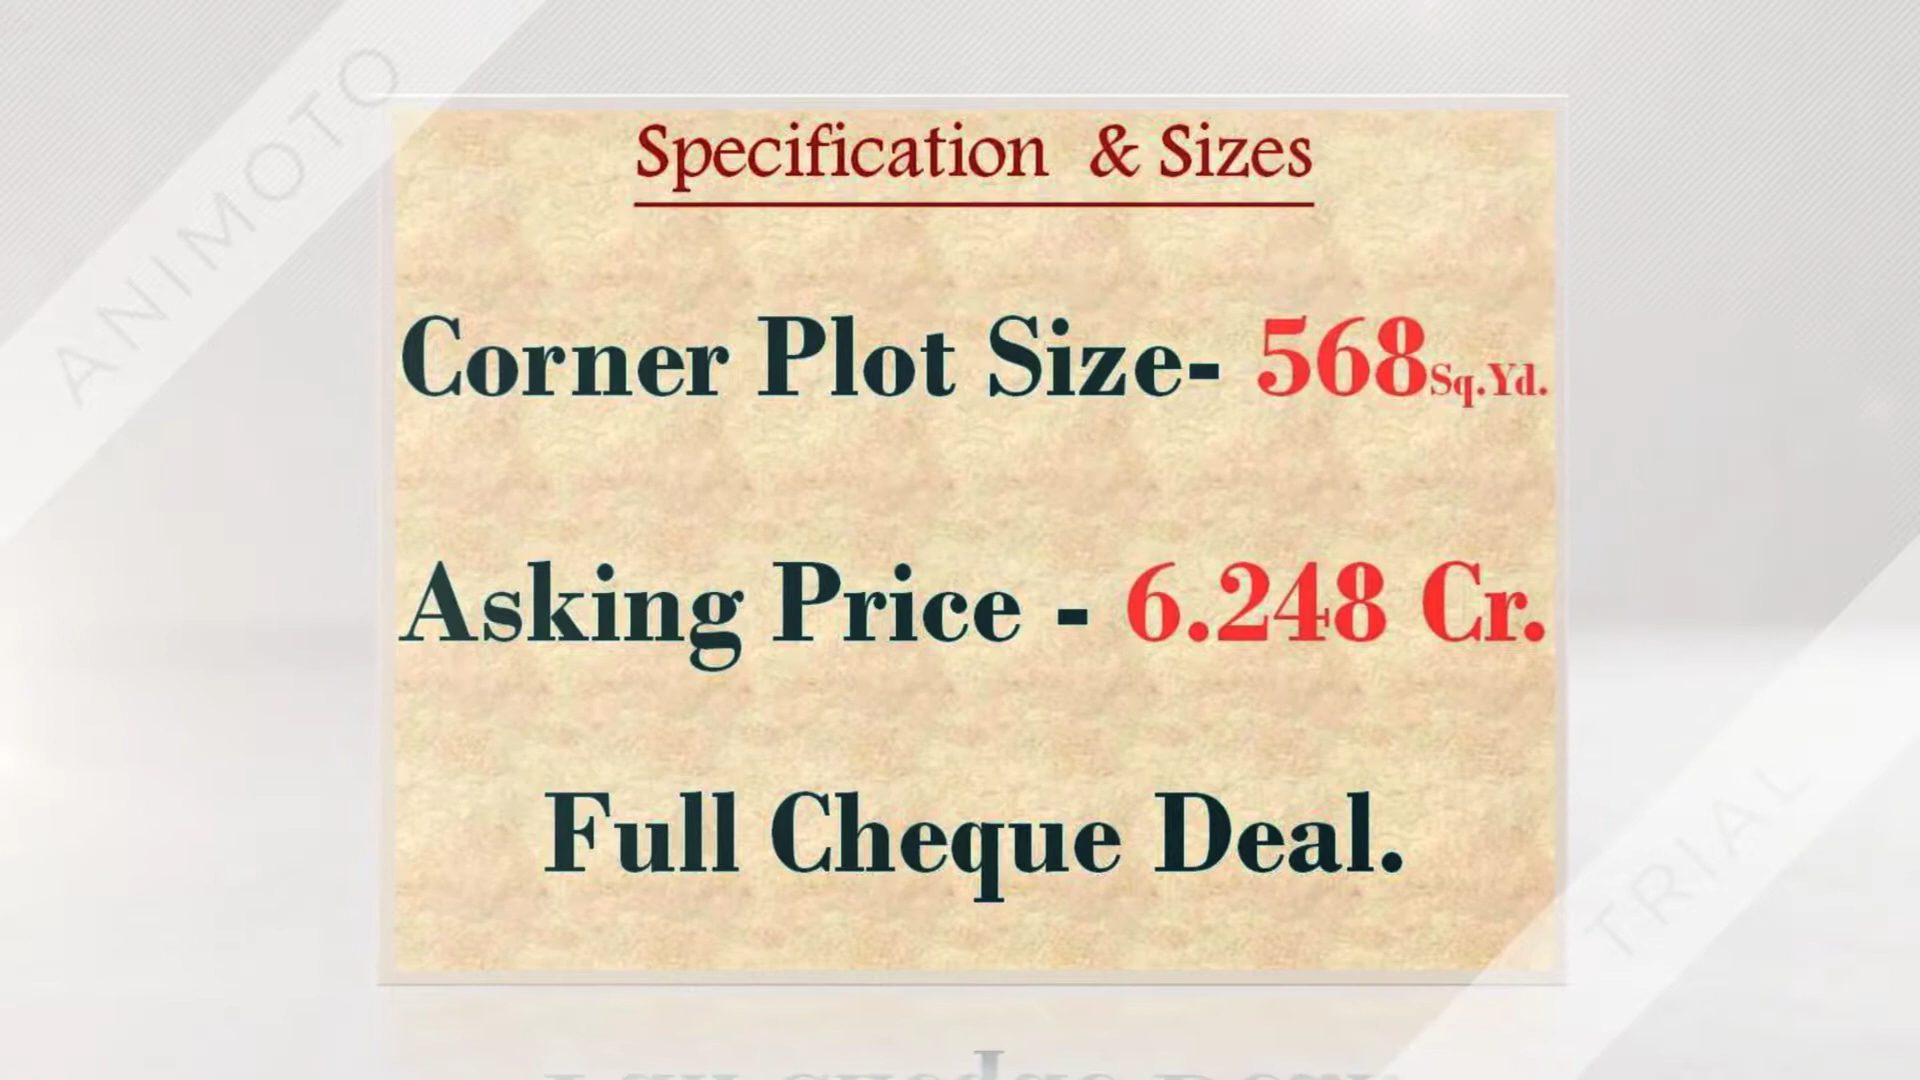 Specification & Sizes
Corner Plot Size- 568Sq.Yd.
Asking Price - 6.248 Cr.
Full Cheque Deal.
ANIMOTO
TRIAL